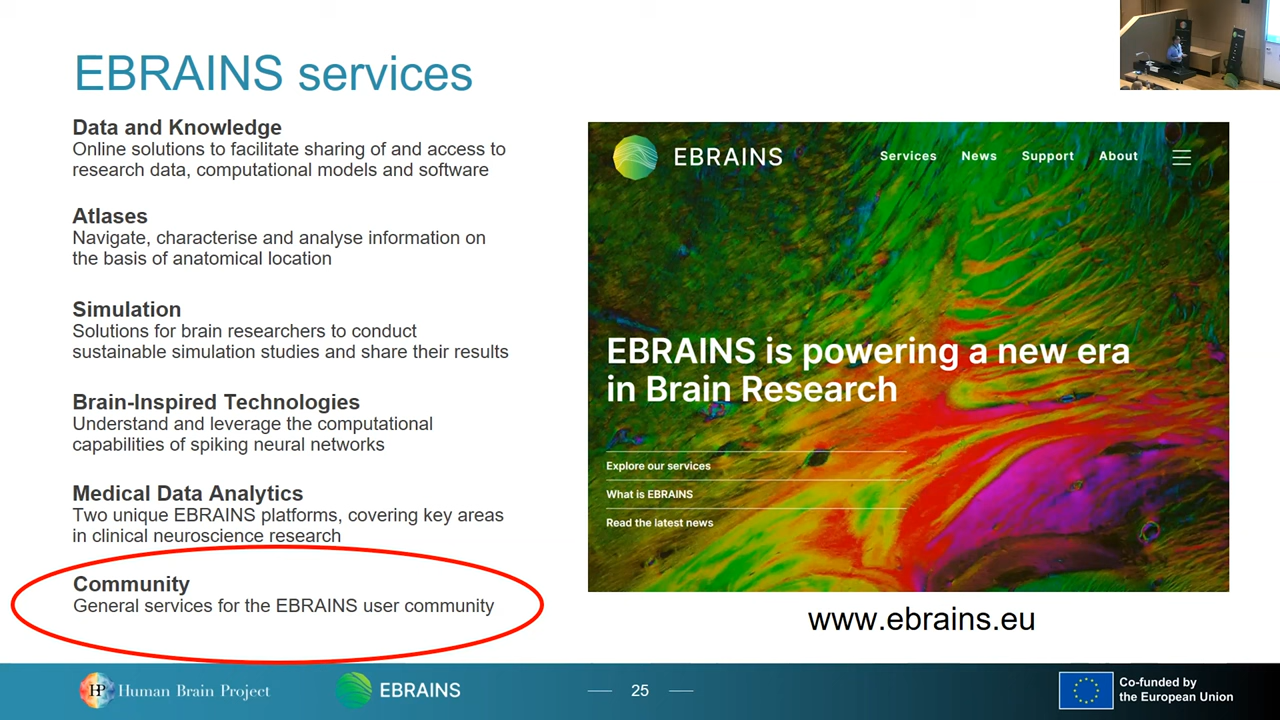 EBRAINS services
Data and Knowledge
Online solutions to facilitate sharing of and access to
research data, computational models and software
Atlases
Navigate, characterise and analyse information on
the basis of anatomical location
Simulation
Solutions for brain researchers to conduct
sustainable simulation studies and share their results
Brain-Inspired Technologies
Understand and leverage the computational
capabilities of spiking neural networks
Medical Data Analytics
Two unique EBRAINS platforms, covering key areas
in clinical neuroscience research
Community
General services for the EBRAINS user community
EBRAINS
Services News Support About
EBRAINS is powering a new era
in Brain Research
Explore our services
What is EBRAINS
Read the latest news
www.ebrains.eu
HP Human Brain Project
EBRAINS
25
Co-funded by
the European Union